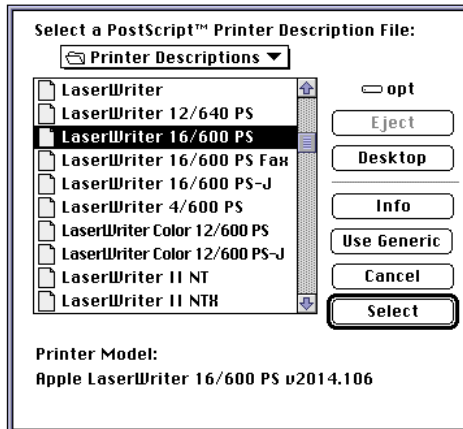 Select a PostScript™ Printer Description File:
Printer Descriptions
LaserWriter
LaserWriter 12/640 PS
LaserWriter 16/600 PS
LaserWriter 16/600 PS Fax
LaserWriter 16/600 PS-J
LaserWriter 4/600 PS
LaserWriter Color 12/600 PS
LaserWriter Color 12/600 PS-J
LaserWriter II NT
LaserWriter II NTX
opt
Eject
Desktop
Info
Use Generic
Cancel
Select
Printer Model:
Apple LaserWriter 16/600 PS v2014.106